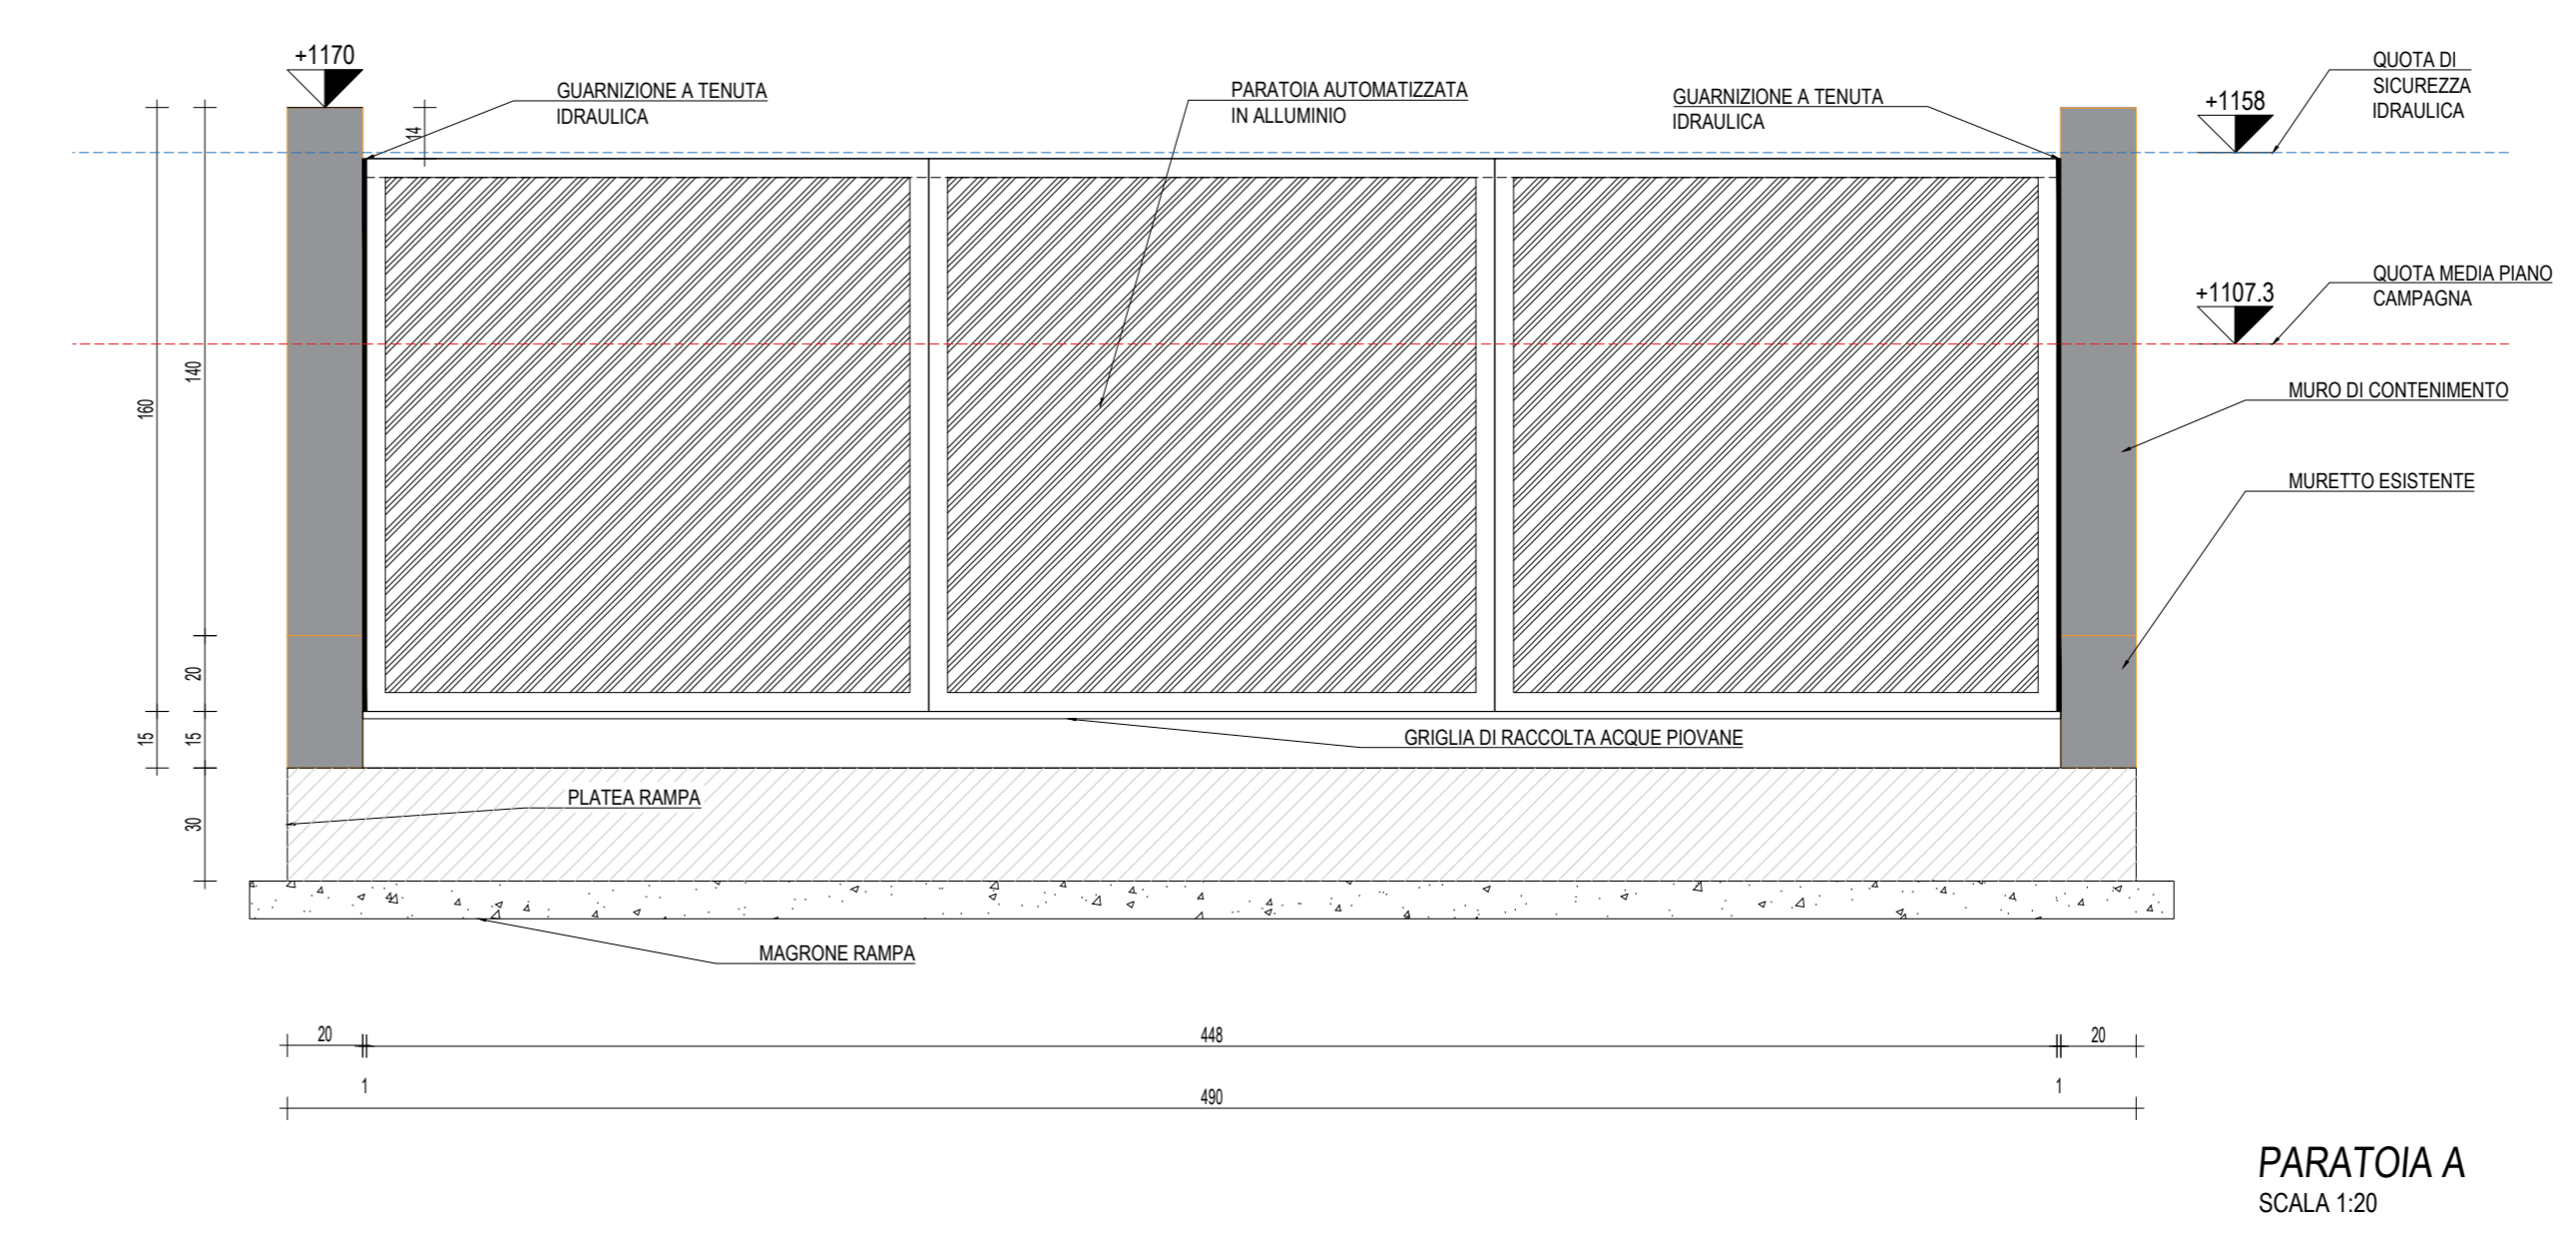 +1170
GUARNIZIONE A TENUTA
IDRAULICA
14
PARATOIA AUTOMATIZZATA
IN ALLUMINIO
GUARNIZIONE A TENUTA
IDRAULICA
+1158
QUOTA DI
SICUREZZA
IDRAULICA
+1107.3
QUOTA MEDIA PIANO
CAMPAGNA
MURO DI CONTENIMENTO
MURETTO ESISTENTE
160
140
20
15
15
30
GRIGLIA DI RACCOLTA ACQUE PIOVANE
PLATEA RAMPA
MAGRONE RAMPA
20
448
20
1
1
490
PARATOIA A
SCALA 1:20